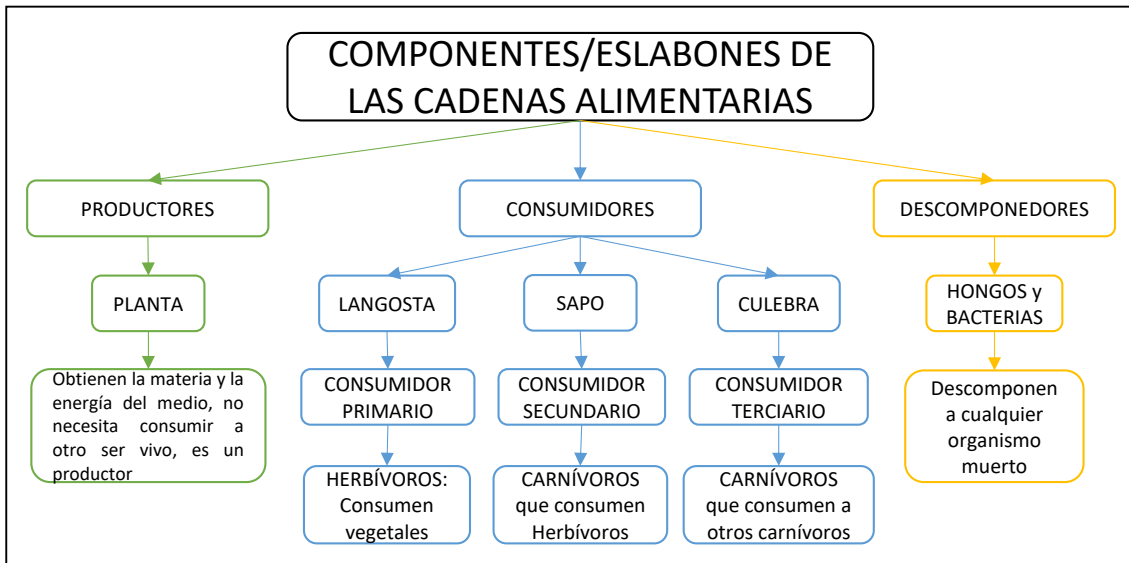 COMPONENTES/ESLABONES DE
LAS CADENAS ALIMENTARIAS
PRODUCTORES
CONSUMIDORES
DESCOMPONEDORES
PLANTA
LANGOSTA
SAPO
CULEBRA
HONGOS y
BACTERIAS
Obtienen la materia y la
energía del medio, no
necesita consumir a
otro ser vivo, es un
productor
CONSUMIDOR
PRIMARIO
CONSUMIDOR
SECUNDARIO
CONSUMIDOR
TERCIARIO
Descomponen
a cualquier
organismo
muerto
HERBÍVOROS:
Consumen
vegetales
CARNÍVOROS
que consumen
Herbívoros
CARNÍVOROS
que consumen a
otros carnívoros